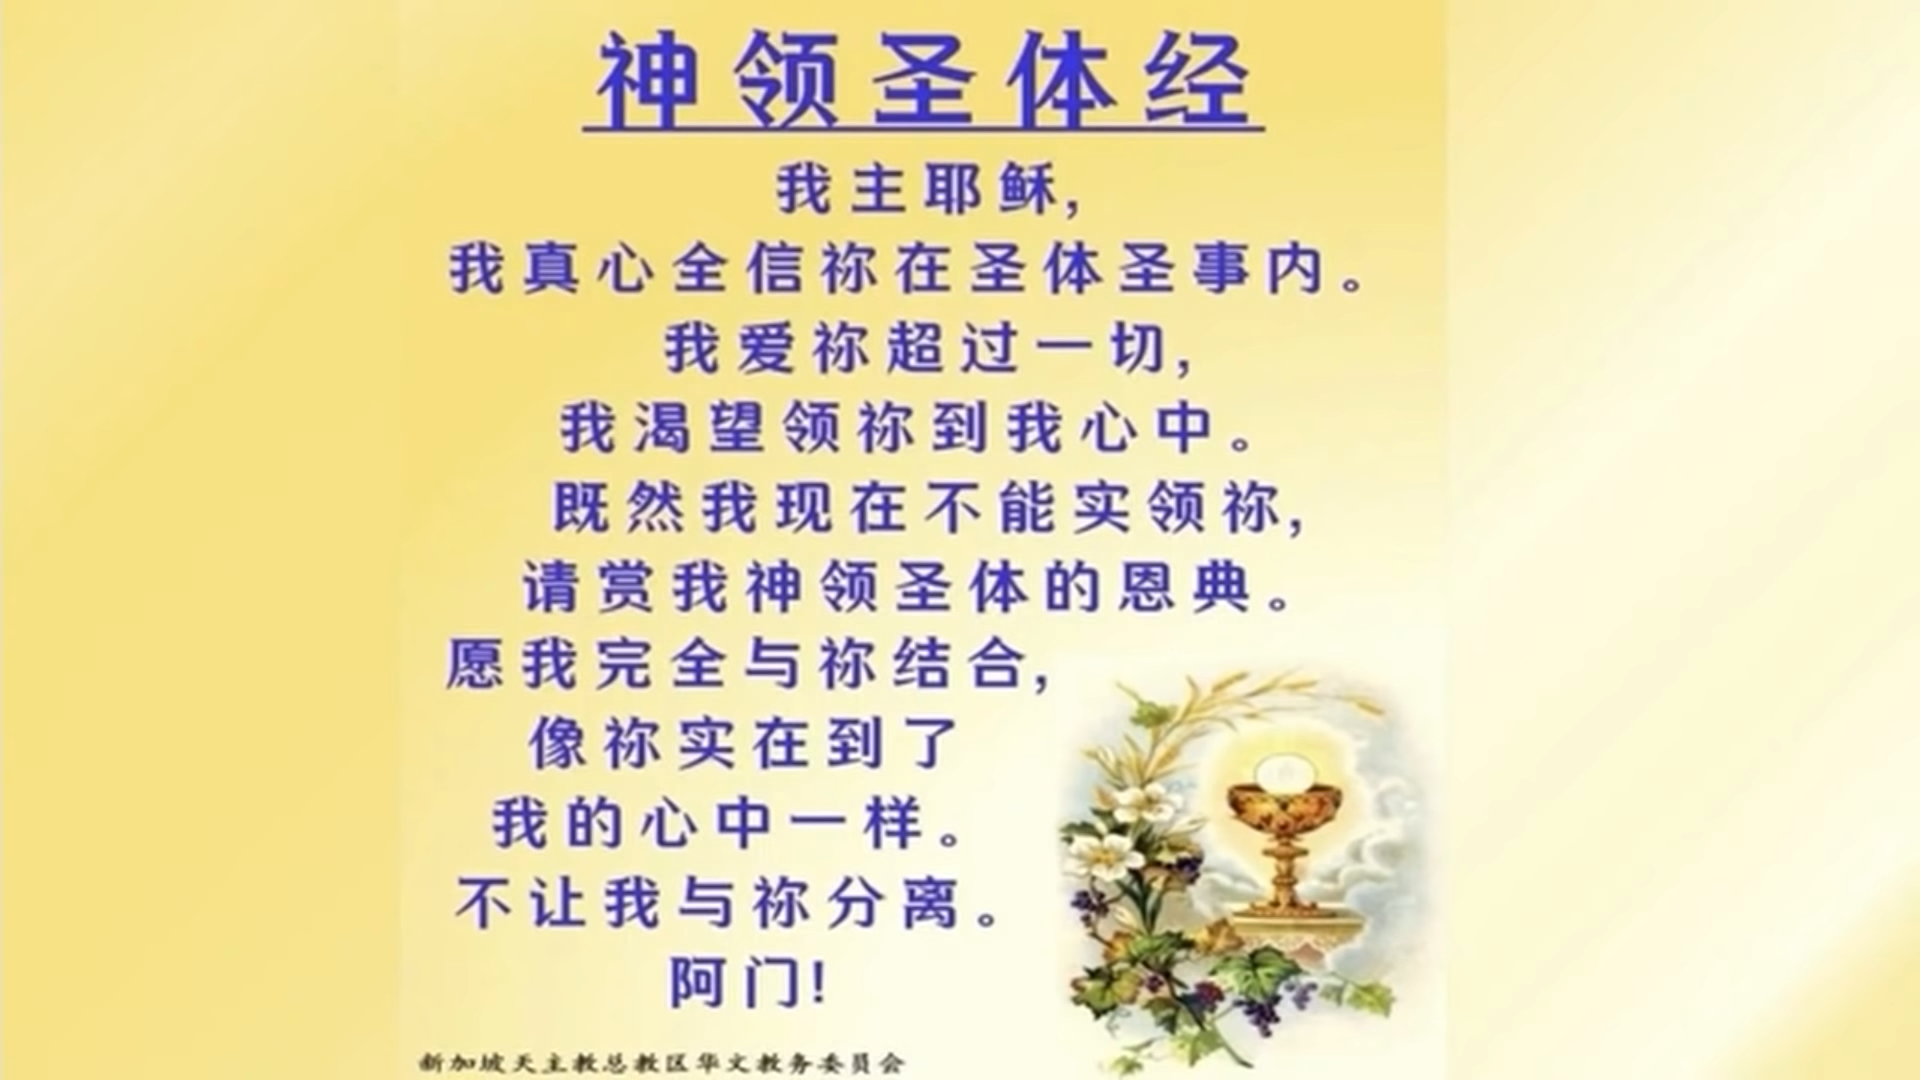 神领圣体经
我主耶稣,
我真心全信祢在圣体圣事内。
我爱祢超过一切,
我渴望领祢到我心中。
既然我现在不能实领祢,
请赏我神领圣体的恩典。
愿我完全与祢结合,
像祢实在到了
我的心中一样。
不让我与祢分离。
阿门!
新加坡天主教总教区华文教务委员会